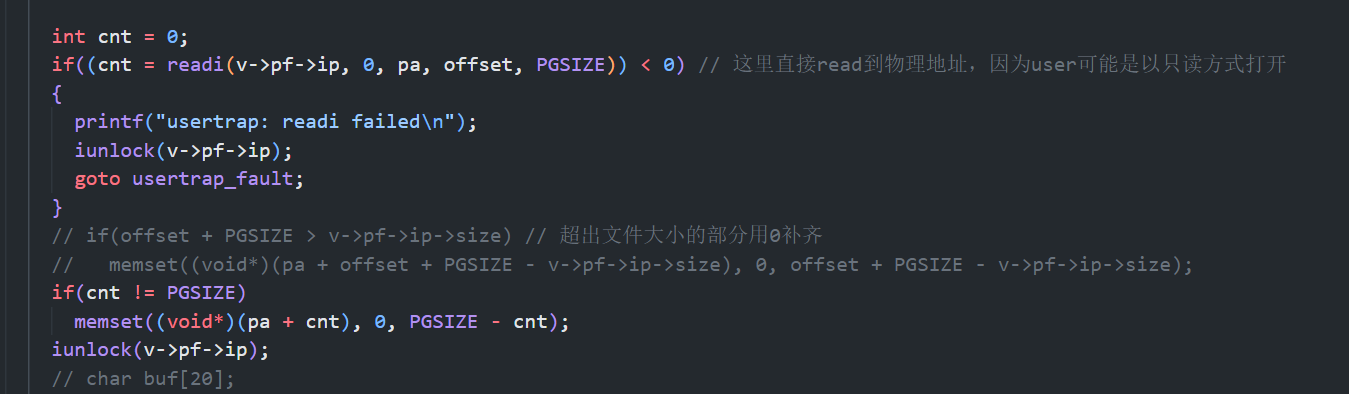 int cnt = 0;
if((cnt = readi(v->pf->ip, 0, pa, offset, PGSIZE)) < 0) // 这里直接read到物理地址，因为user可能是以只读方式打开
{
  printf("usertrap: readi failed\n");
  iunlock(v->pf->ip);
  goto usertrap_fault;
}
// if(offset + PGSIZE > v->pf->ip->size) // 超出文件大小的部分用0补齐
//   memset((void*)(pa + offset + PGSIZE - v->pf->ip->size), 0, offset + PGSIZE - v->pf->ip->size);
if(cnt != PGSIZE)
  memset((void*)(pa + cnt), 0, PGSIZE - cnt);
iunlock(v->pf->ip);
// char buf[20];